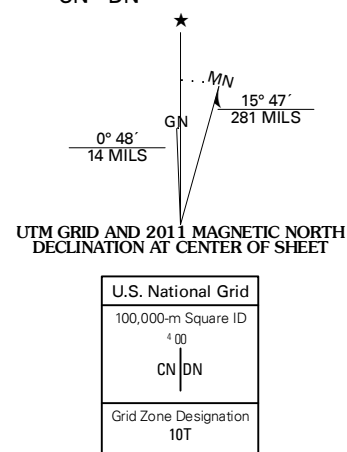 CN DN
★
MN
15° 47´
281 MILS
GN
0° 48´
14 MILS
UTM GRID AND 2011 MAGNETIC NORTH
DECLINATION AT CENTER OF SHEET
U.S. National Grid
100,000-m Square ID
4 00
CN DN
Grid Zone Designation
10T